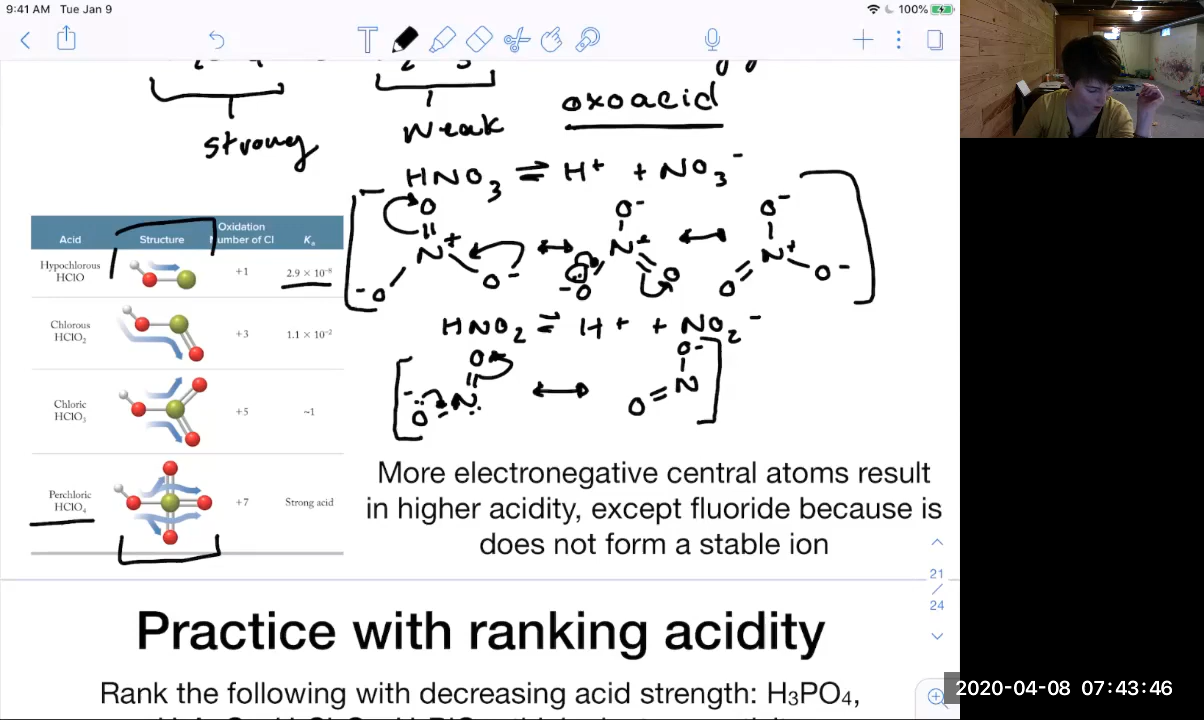 9:41 AM Tue Jan 9
100%
strong
Weak
oxoacid
HNO3 ⇌ H+ + NO3-
Acid
Structure
Oxidation Number of Cl
Ka
Hypochlorous HClO
+1
2.9 × 10-8
Chlorous HClO2
+3
1.1 × 10-2
Chloric HClO3
+5
~1
Perchloric HClO4
+7
Strong acid
- O N+ O- -O ↔ O- N+ O -O ↔ O- N+ O O-
HNO2 ⇌ H+ + NO2-
O - O N ↔ O- O N
More electronegative central atoms result
in higher acidity, except fluoride because is
does not form a stable ion
21
/
24
Practice with ranking acidity
Rank the following with decreasing acid strength: H3PO4,
2020-04-08 07:43:46